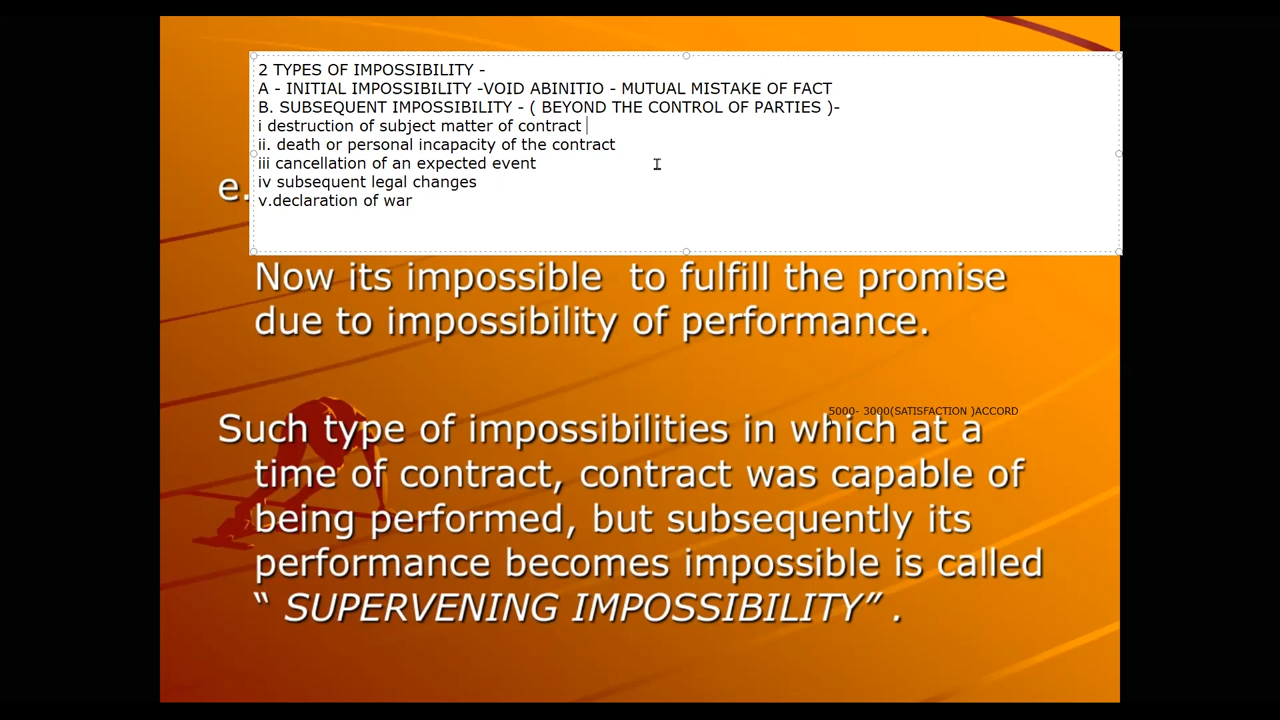 2 TYPES OF IMPOSSIBILITY -
A - INITIAL IMPOSSIBILITY -VOID ABINITIO - MUTUAL MISTAKE OF FACT
B. SUBSEQUENT IMPOSSIBILITY - ( BEYOND THE CONTROL OF PARTIES )-
i destruction of subject matter of contract
ii. death or personal incapacity of the contract
iii cancellation of an expected event
iv subsequent legal changes
v.declaration of war
e.
Now its impossible  to fulfill the promise
due to impossibility of performance.
5000- 3000(SATISFACTION )ACCORD
Such type of impossibilities in which at a
time of contract, contract was capable of
being performed, but subsequently its
performance becomes impossible is called
“ SUPERVENING IMPOSSIBILITY” .